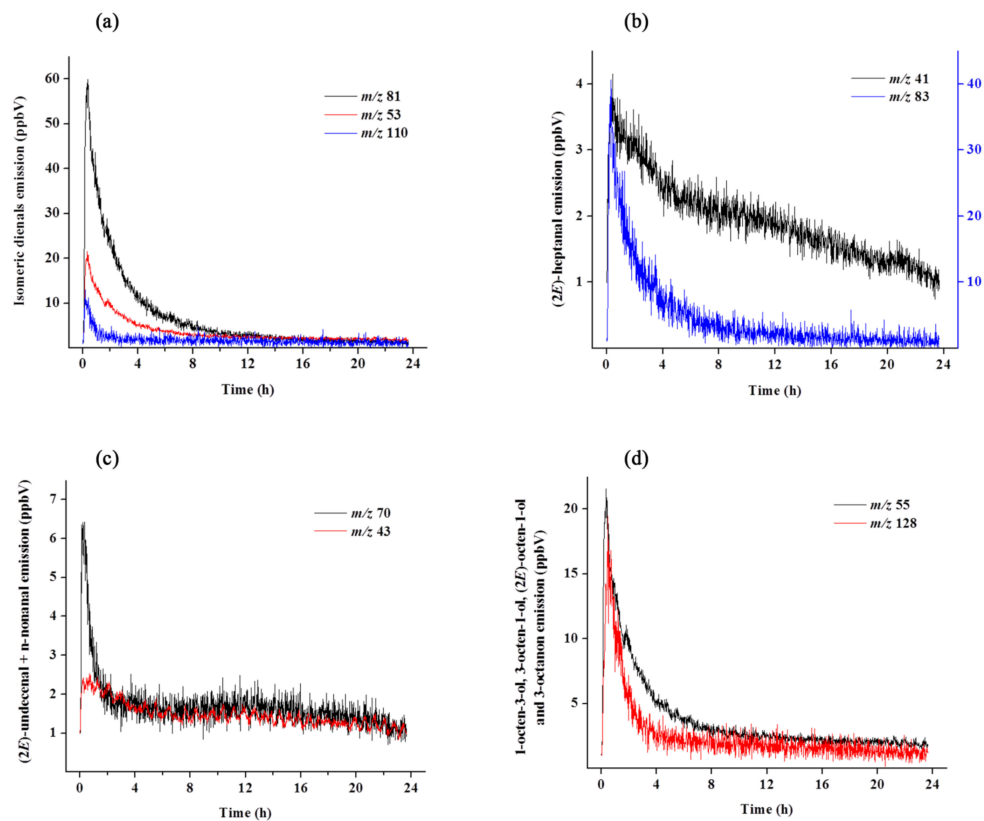 (a)
Isomeric dienals emission (ppbV)
60
50
40
30
20
10
m/z 81
m/z 53
m/z 110
0 4 8 12 16 20 24
Time (h)
(b)
(2E)-heptanal emission (ppbV)
4
3
2
1
m/z 41
m/z 83
40
30
20
10
0 4 8 12 16 20 24
Time (h)
(c)
(2E)-undecenal + n-nonanal emission (ppbV)
7
6
5
4
3
2
1
m/z 70
m/z 43
0 4 8 12 16 20 24
Time (h)
(d)
1-octen-3-ol, 3-octen-1-ol, (2E)-octen-1-ol
and 3-octanon emission (ppbV)
20
15
10
5
m/z 55
m/z 128
0 4 8 12 16 20 24
Time (h)